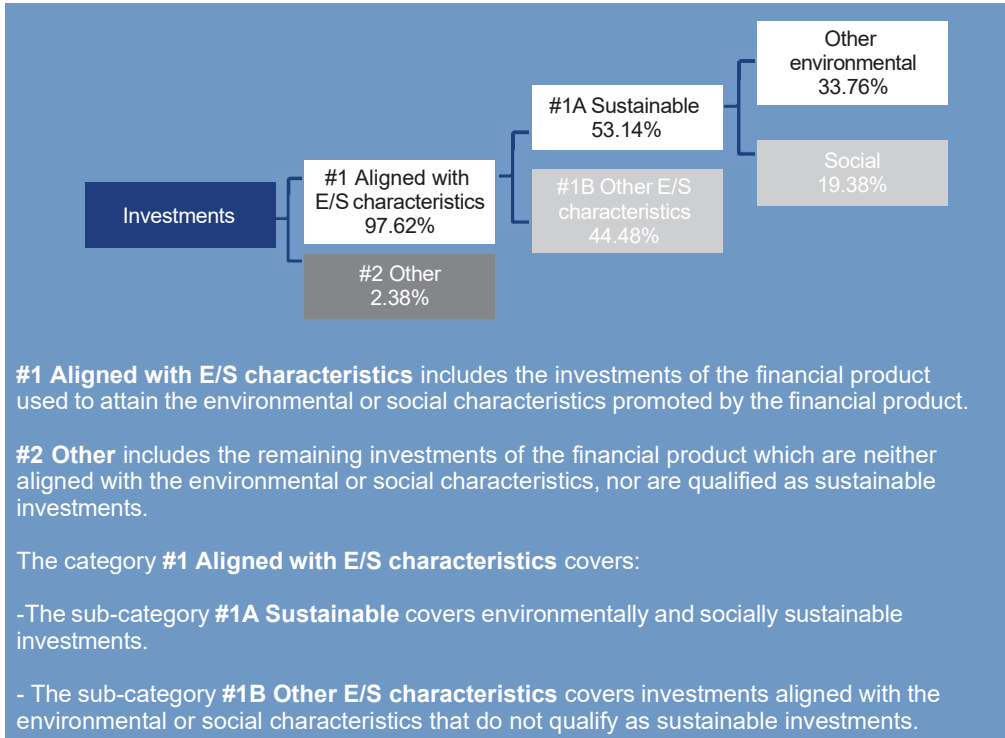 Other
environmental
33.76%
#1A Sustainable
53.14%
Social
19.38%
#1 Aligned with
E/S characteristics
97.62%
#1B Other E/S
characteristics
44.48%
Investments
#2 Other
2.38%
#1 Aligned with E/S characteristics includes the investments of the financial product
used to attain the environmental or social characteristics promoted by the financial product.
#2 Other includes the remaining investments of the financial product which are neither
aligned with the environmental or social characteristics, nor are qualified as sustainable
investments.
The category #1 Aligned with E/S characteristics covers:
-The sub-category #1A Sustainable covers environmentally and socially sustainable
investments.
- The sub-category #1B Other E/S characteristics covers investments aligned with the
environmental or social characteristics that do not qualify as sustainable investments.